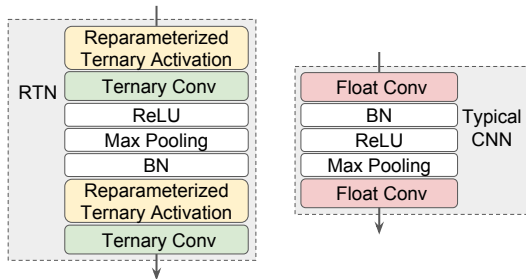 RTN
Reparameterized
Ternary Activation
Ternary Conv
ReLU
Max Pooling
BN
Reparameterized
Ternary Activation
Ternary Conv
Float Conv
BN
ReLU
Max Pooling
Float Conv
Typical
CNN